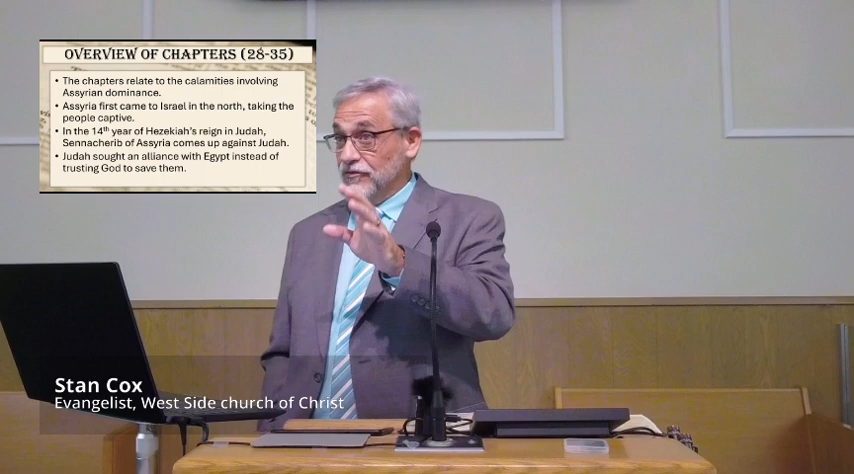 OVERVIEW OF CHAPTERS (28-35)
• The chapters relate to the calamities involving
Assyrian dominance.
• Assyria first came to Israel in the north, taking the
people captive.
• In the 14th year of Hezekiah's reign in Judah,
Sennacherib of Assyria comes up against Judah.
• Judah sought an alliance with Egypt instead of
trusting God to save them.
Stan Cox
Evangelist, West Side church of Christ